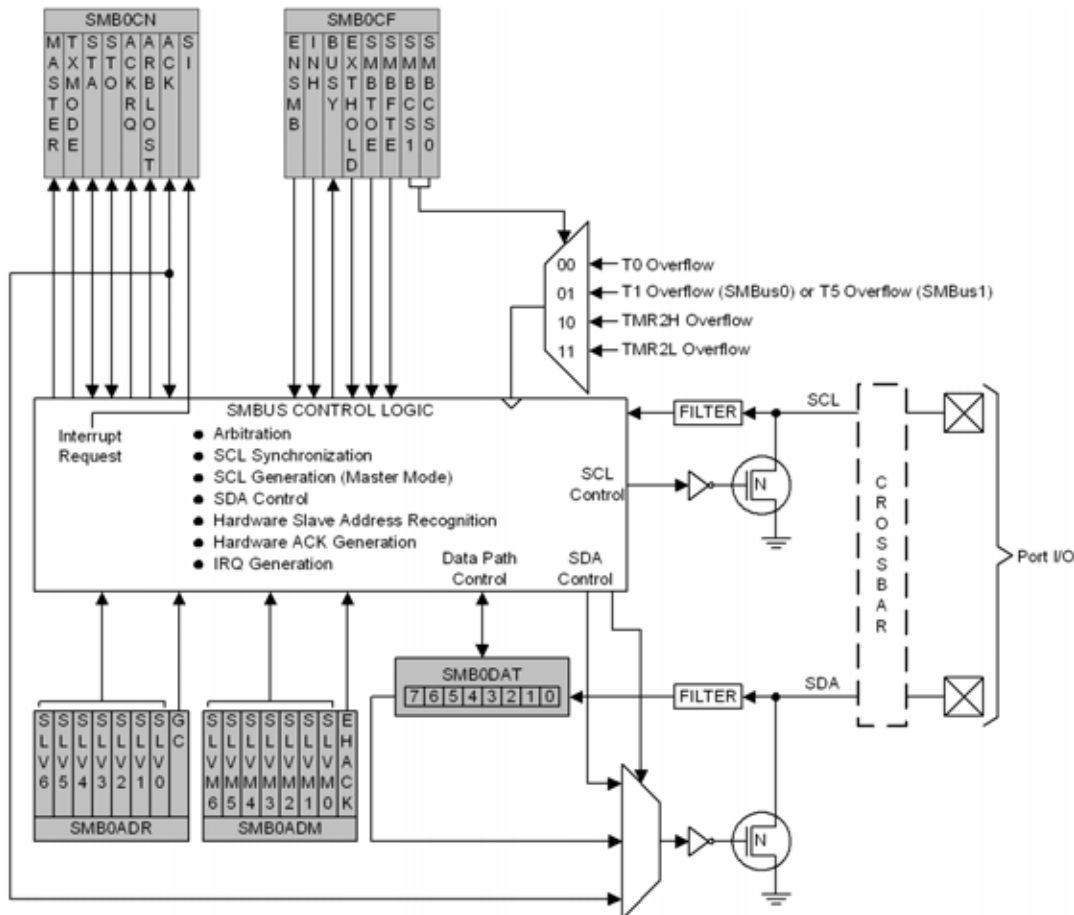 SMB0CN
MASTER
TXMODE
STA
STO
ACKRQ
ARBLOST
ACK
SI
SMB0CF
ENSMB
INH
BUSY
EXTHOLD
SMBTOE
SMBFTE
SMBCS1
SMBCS0
00
T0 Overflow
01
T1 Overflow (SMBus0) or T5 Overflow (SMBus1)
10
TMR2H Overflow
11
TMR2L Overflow
SMBUS CONTROL LOGIC
Interrupt
Request
● Arbitration
● SCL Synchronization
● SCL Generation (Master Mode)
● SDA Control
● Hardware Slave Address Recognition
● Hardware ACK Generation
● IRQ Generation
Data Path
Control
SCL
Control
SDA
Control
FILTER
SCL
N
CROSSBAR
Port I/O
SMB0DAT
7 6 5 4 3 2 1 0
FILTER
SDA
N
SLV6
SLV5
SLV4
SLV3
SLV2
SLV1
SLV0
GC
SMB0ADR
SLVM6
SLVM5
SLVM4
SLVM3
SLVM2
SLVM1
SLVM0
EHACK
SMB0ADM